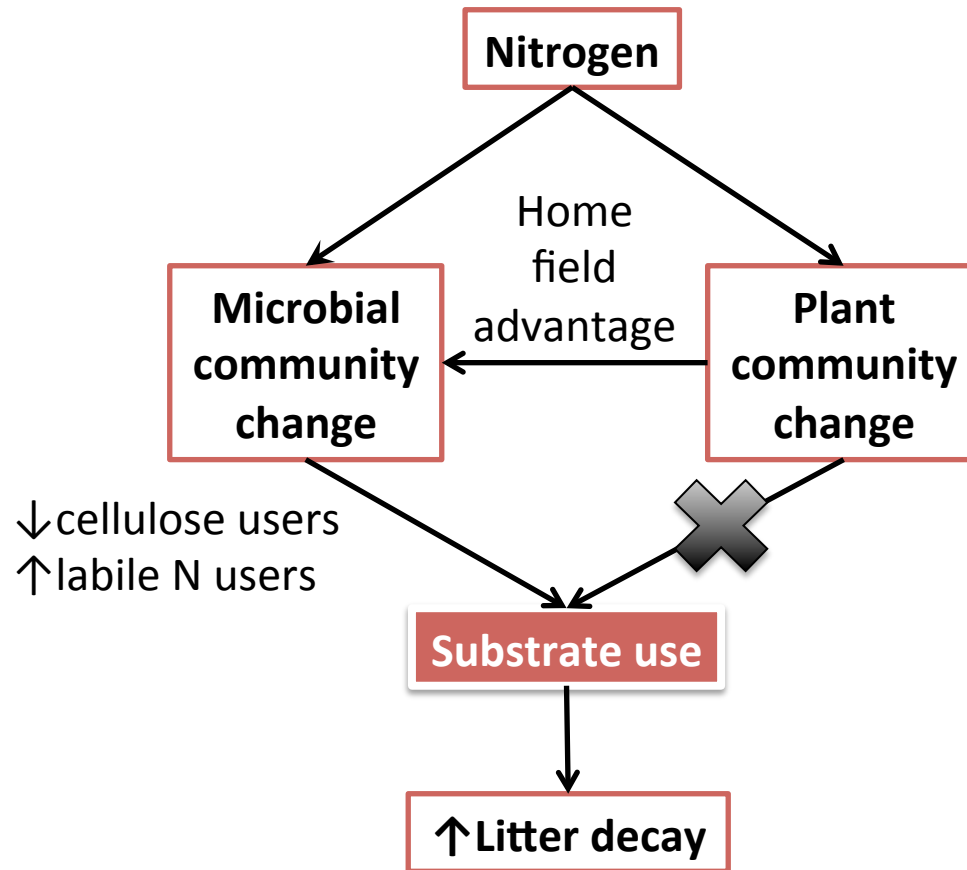 Nitrogen
Home
field
advantage
Microbial
community
change
Plant
community
change
↓cellulose users
↑labile N users
Substrate use
↑Litter decay